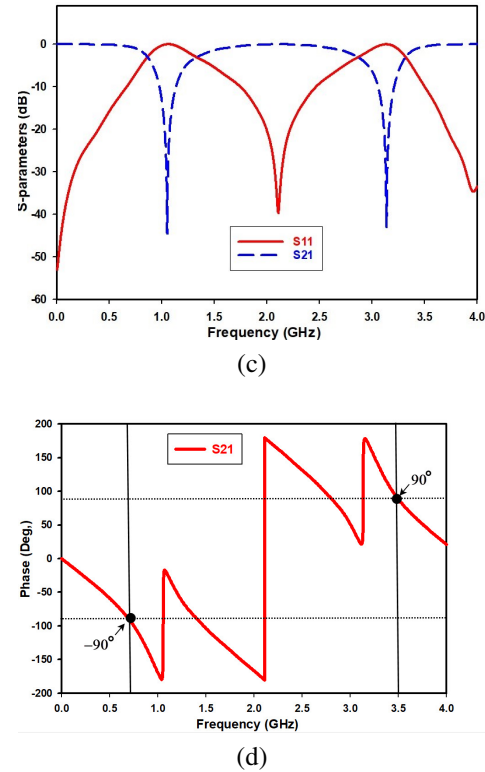 0
-10
-20
-30
-40
-50
-60
S-parameters (dB)
S11
S21
0.0 0.5 1.0 1.5 2.0 2.5 3.0 3.5 4.0
Frequency (GHz)
(c)
200
150
100
50
0
-50
-100
-150
-200
Phase (Deg,)
S21
90°
−90°
0.0 0.5 1.0 1.5 2.0 2.5 3.0 3.5 4.0
Frequency (GHz)
(d)